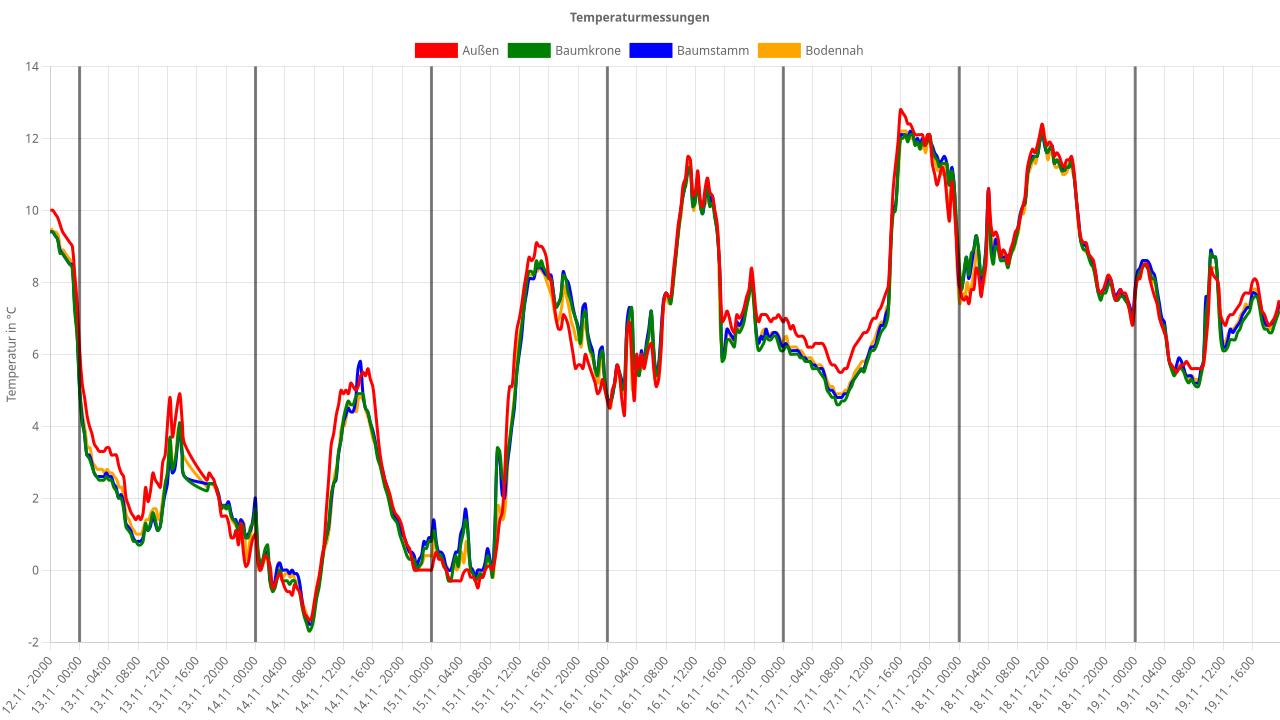 Temperaturmessungen
Außen Baumkrone Baumstamm Bodennah
Temperatur in °C
14
12
10
8
6
4
2
0
-2
12.11 - 20:00
13.11 - 00:00
13.11 - 04:00
13.11 - 08:00
13.11 - 12:00
13.11 - 16:00
13.11 - 20:00
14.11 - 00:00
14.11 - 04:00
14.11 - 08:00
14.11 - 12:00
14.11 - 16:00
14.11 - 20:00
15.11 - 00:00
15.11 - 04:00
15.11 - 08:00
15.11 - 12:00
15.11 - 16:00
15.11 - 20:00
16.11 - 00:00
16.11 - 04:00
16.11 - 08:00
16.11 - 12:00
16.11 - 16:00
16.11 - 20:00
17.11 - 00:00
17.11 - 04:00
17.11 - 08:00
17.11 - 12:00
17.11 - 16:00
17.11 - 20:00
18.11 - 00:00
18.11 - 04:00
18.11 - 08:00
18.11 - 12:00
18.11 - 16:00
18.11 - 20:00
19.11 - 00:00
19.11 - 04:00
19.11 - 08:00
19.11 - 12:00
19.11 - 16:00